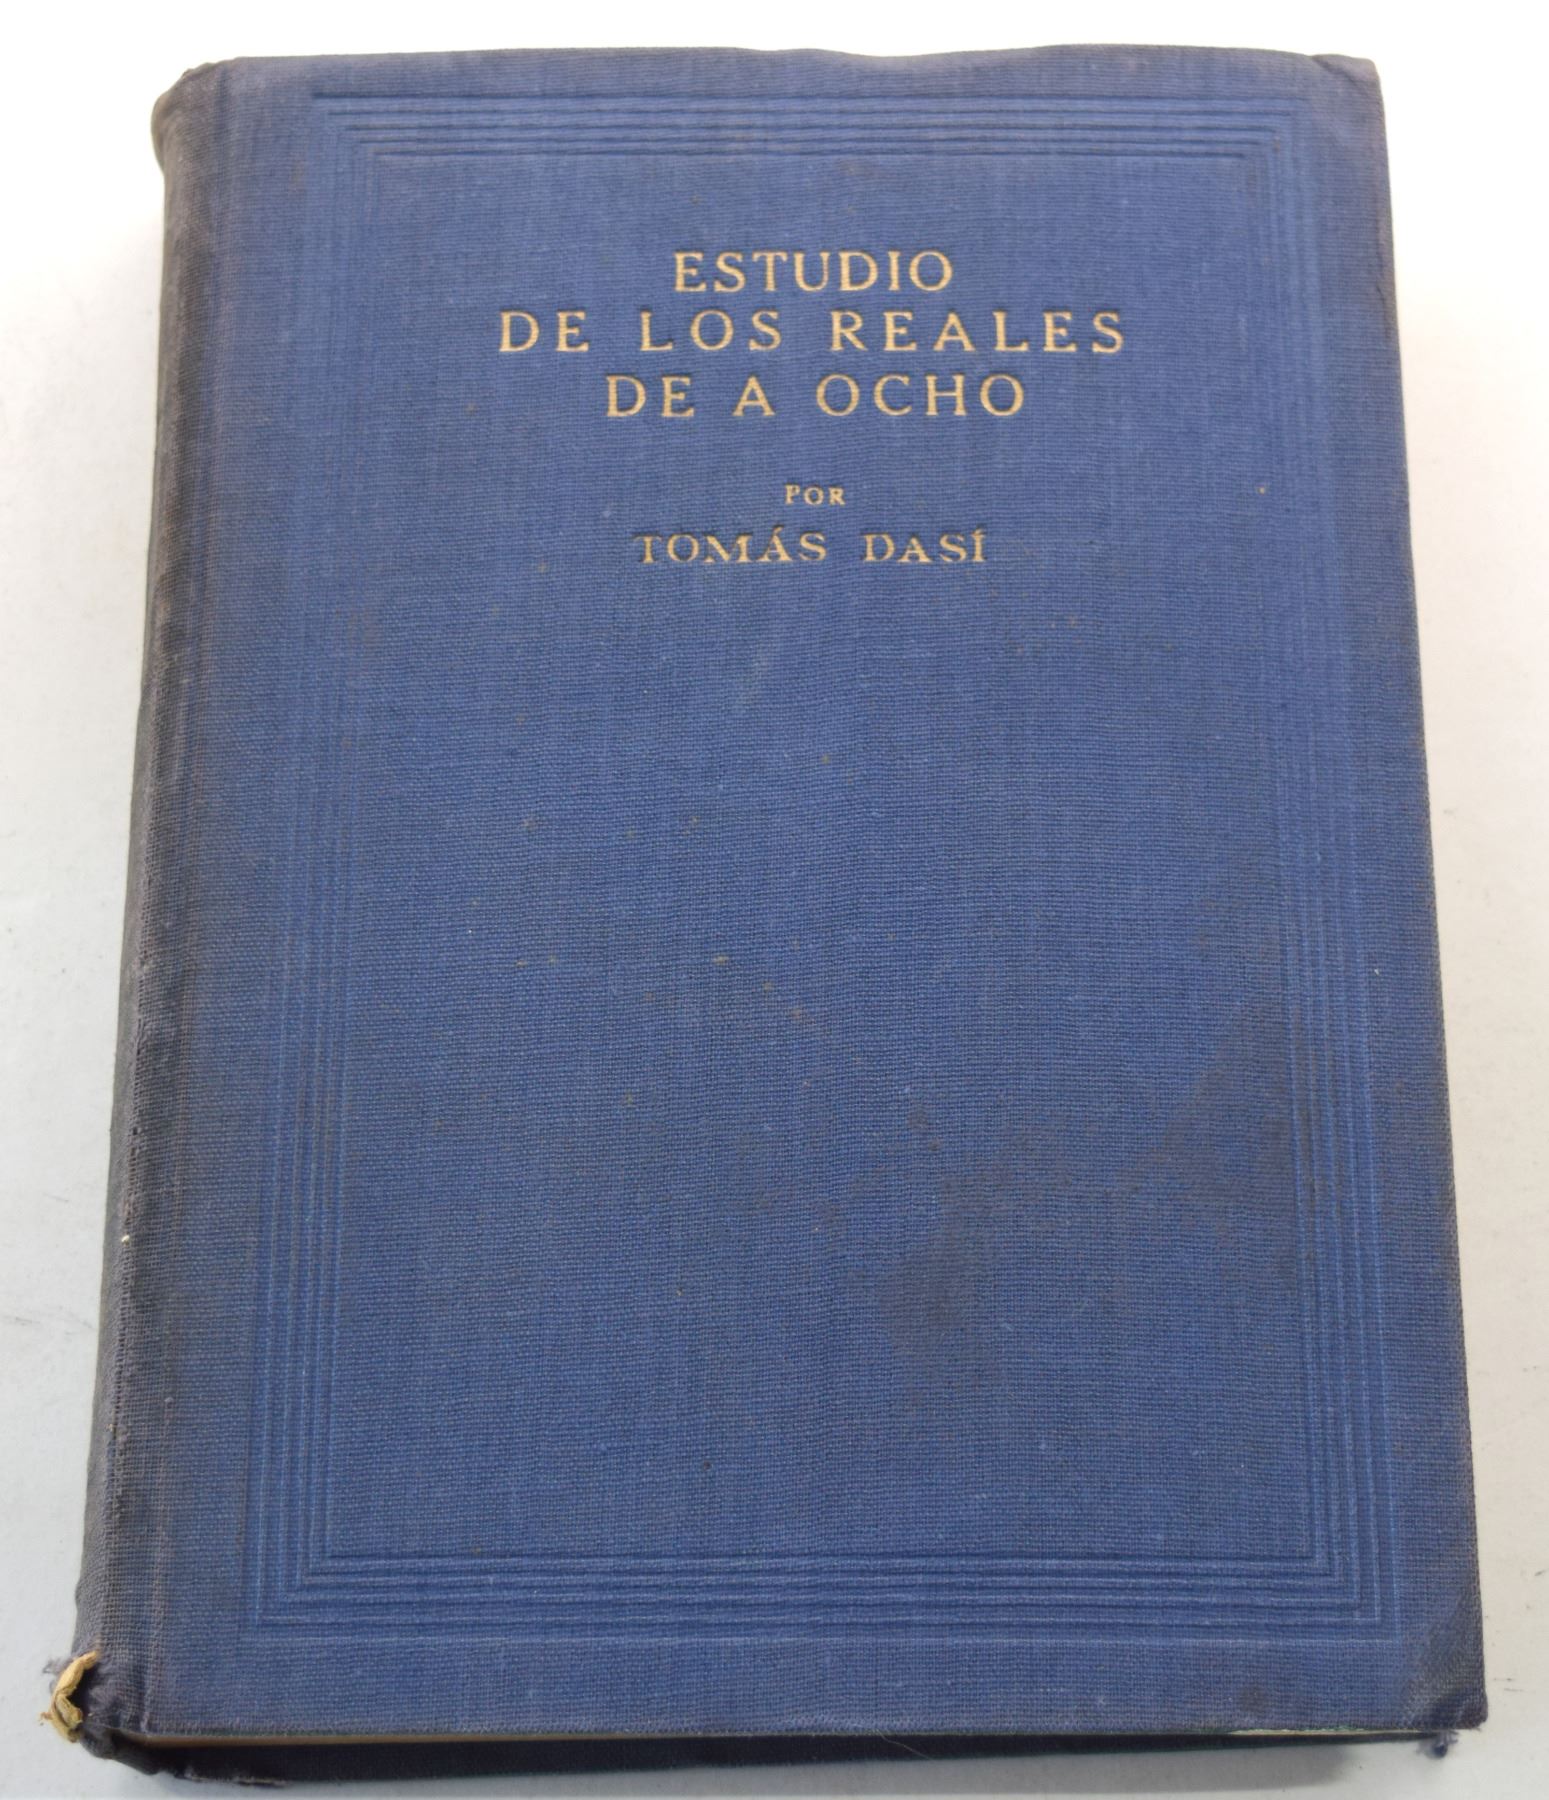 ESTUDIO
DE LOS REALES
DE A OCHO
POR
TOMÁS DASÍ